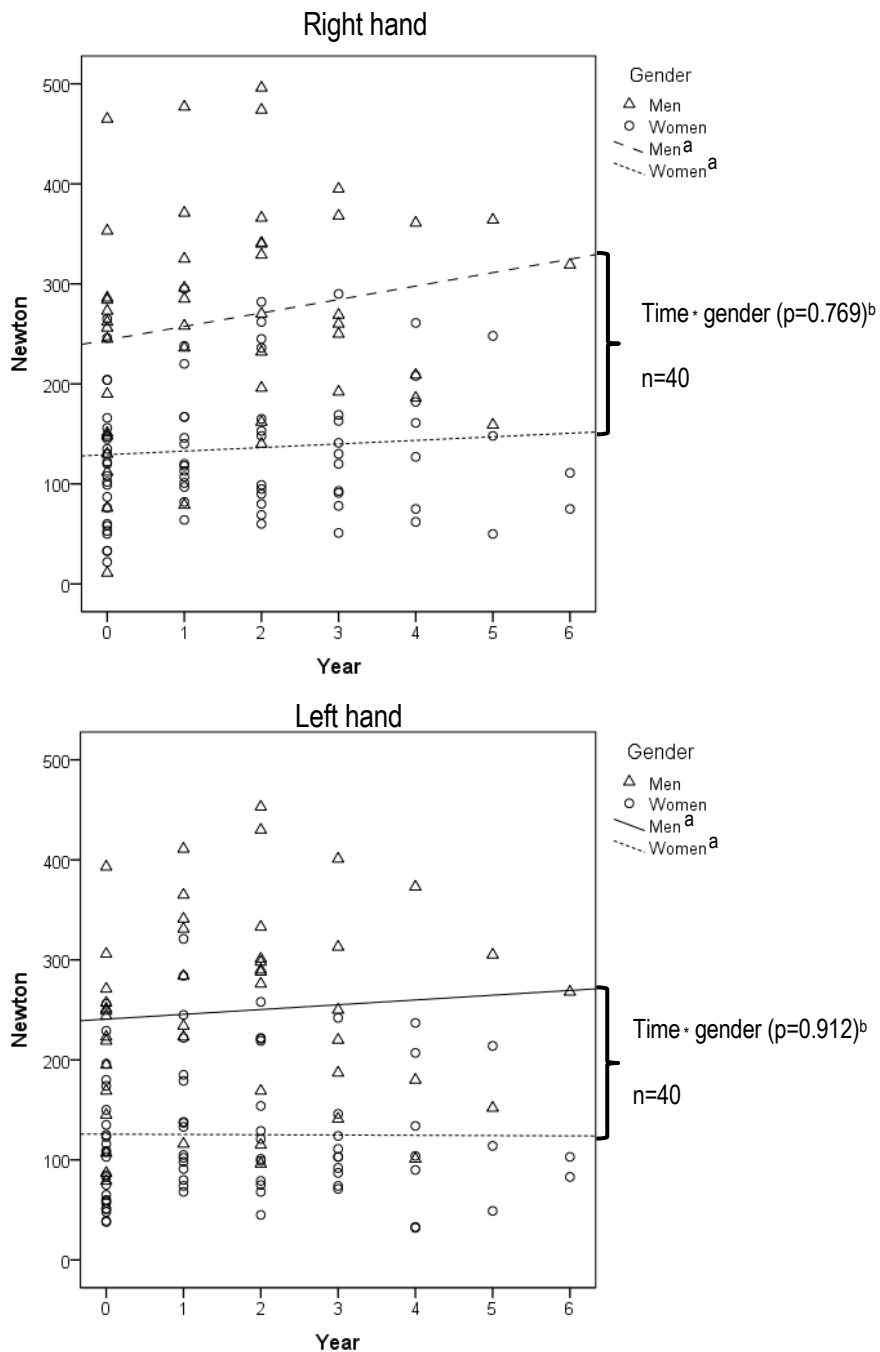 Right hand
Gender
Men
Women
Men a
Women a
500
400
300
200
100
0
Newton
0 1 2 3 4 5 6
Year
Time * gender (p=0.769)b
n=40
Left hand
Gender
Men
Women
Men a
Women a
500
400
300
200
100
0
Newton
0 1 2 3 4 5 6
Year
Time * gender (p=0.912)b
n=40